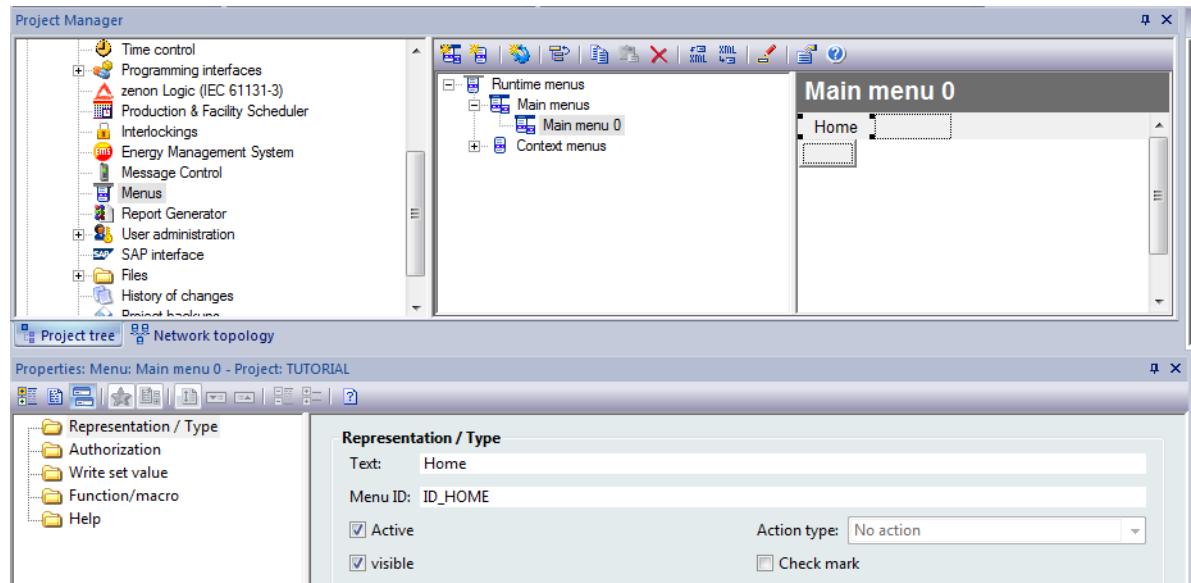 Project Manager
Time control
Programming interfaces
zenon Logic (IEC 61131-3)
Production & Facility Scheduler
Interlockings
Energy Management System
Message Control
Menus
Report Generator
User administration
SAP interface
Files
History of changes
Project backups
Runtime menus
Main menus
Main menu 0
Context menus
Main menu 0
Home
Project tree
Network topology
Properties: Menu: Main menu 0 - Project: TUTORIAL
Representation / Type
Authorization
Write set value
Function/macro
Help
Representation / Type
Text: Home
Menu ID: ID_HOME
Active Action type: No action
visible Check mark